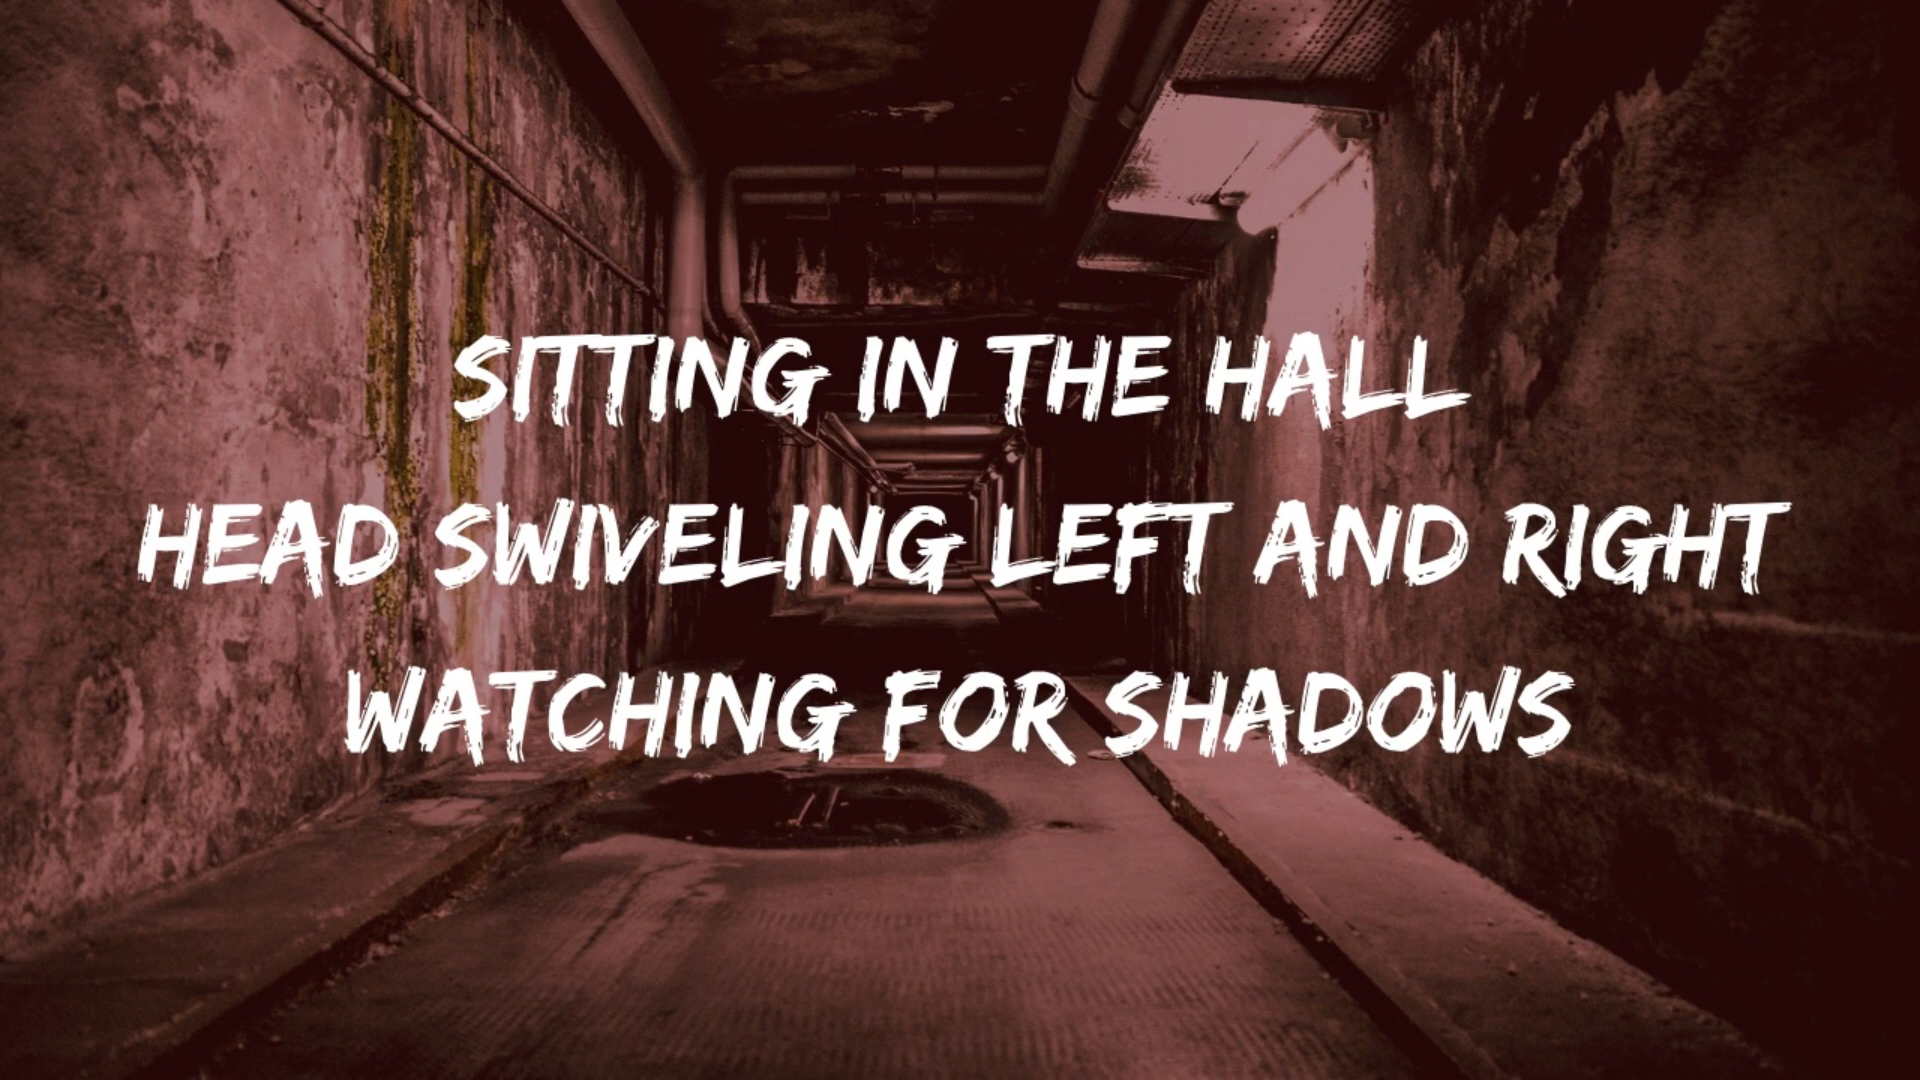 SITTING IN THE HALL
HEAD SWIVELING LEFT AND RIGHT
WATCHING FOR SHADOWS